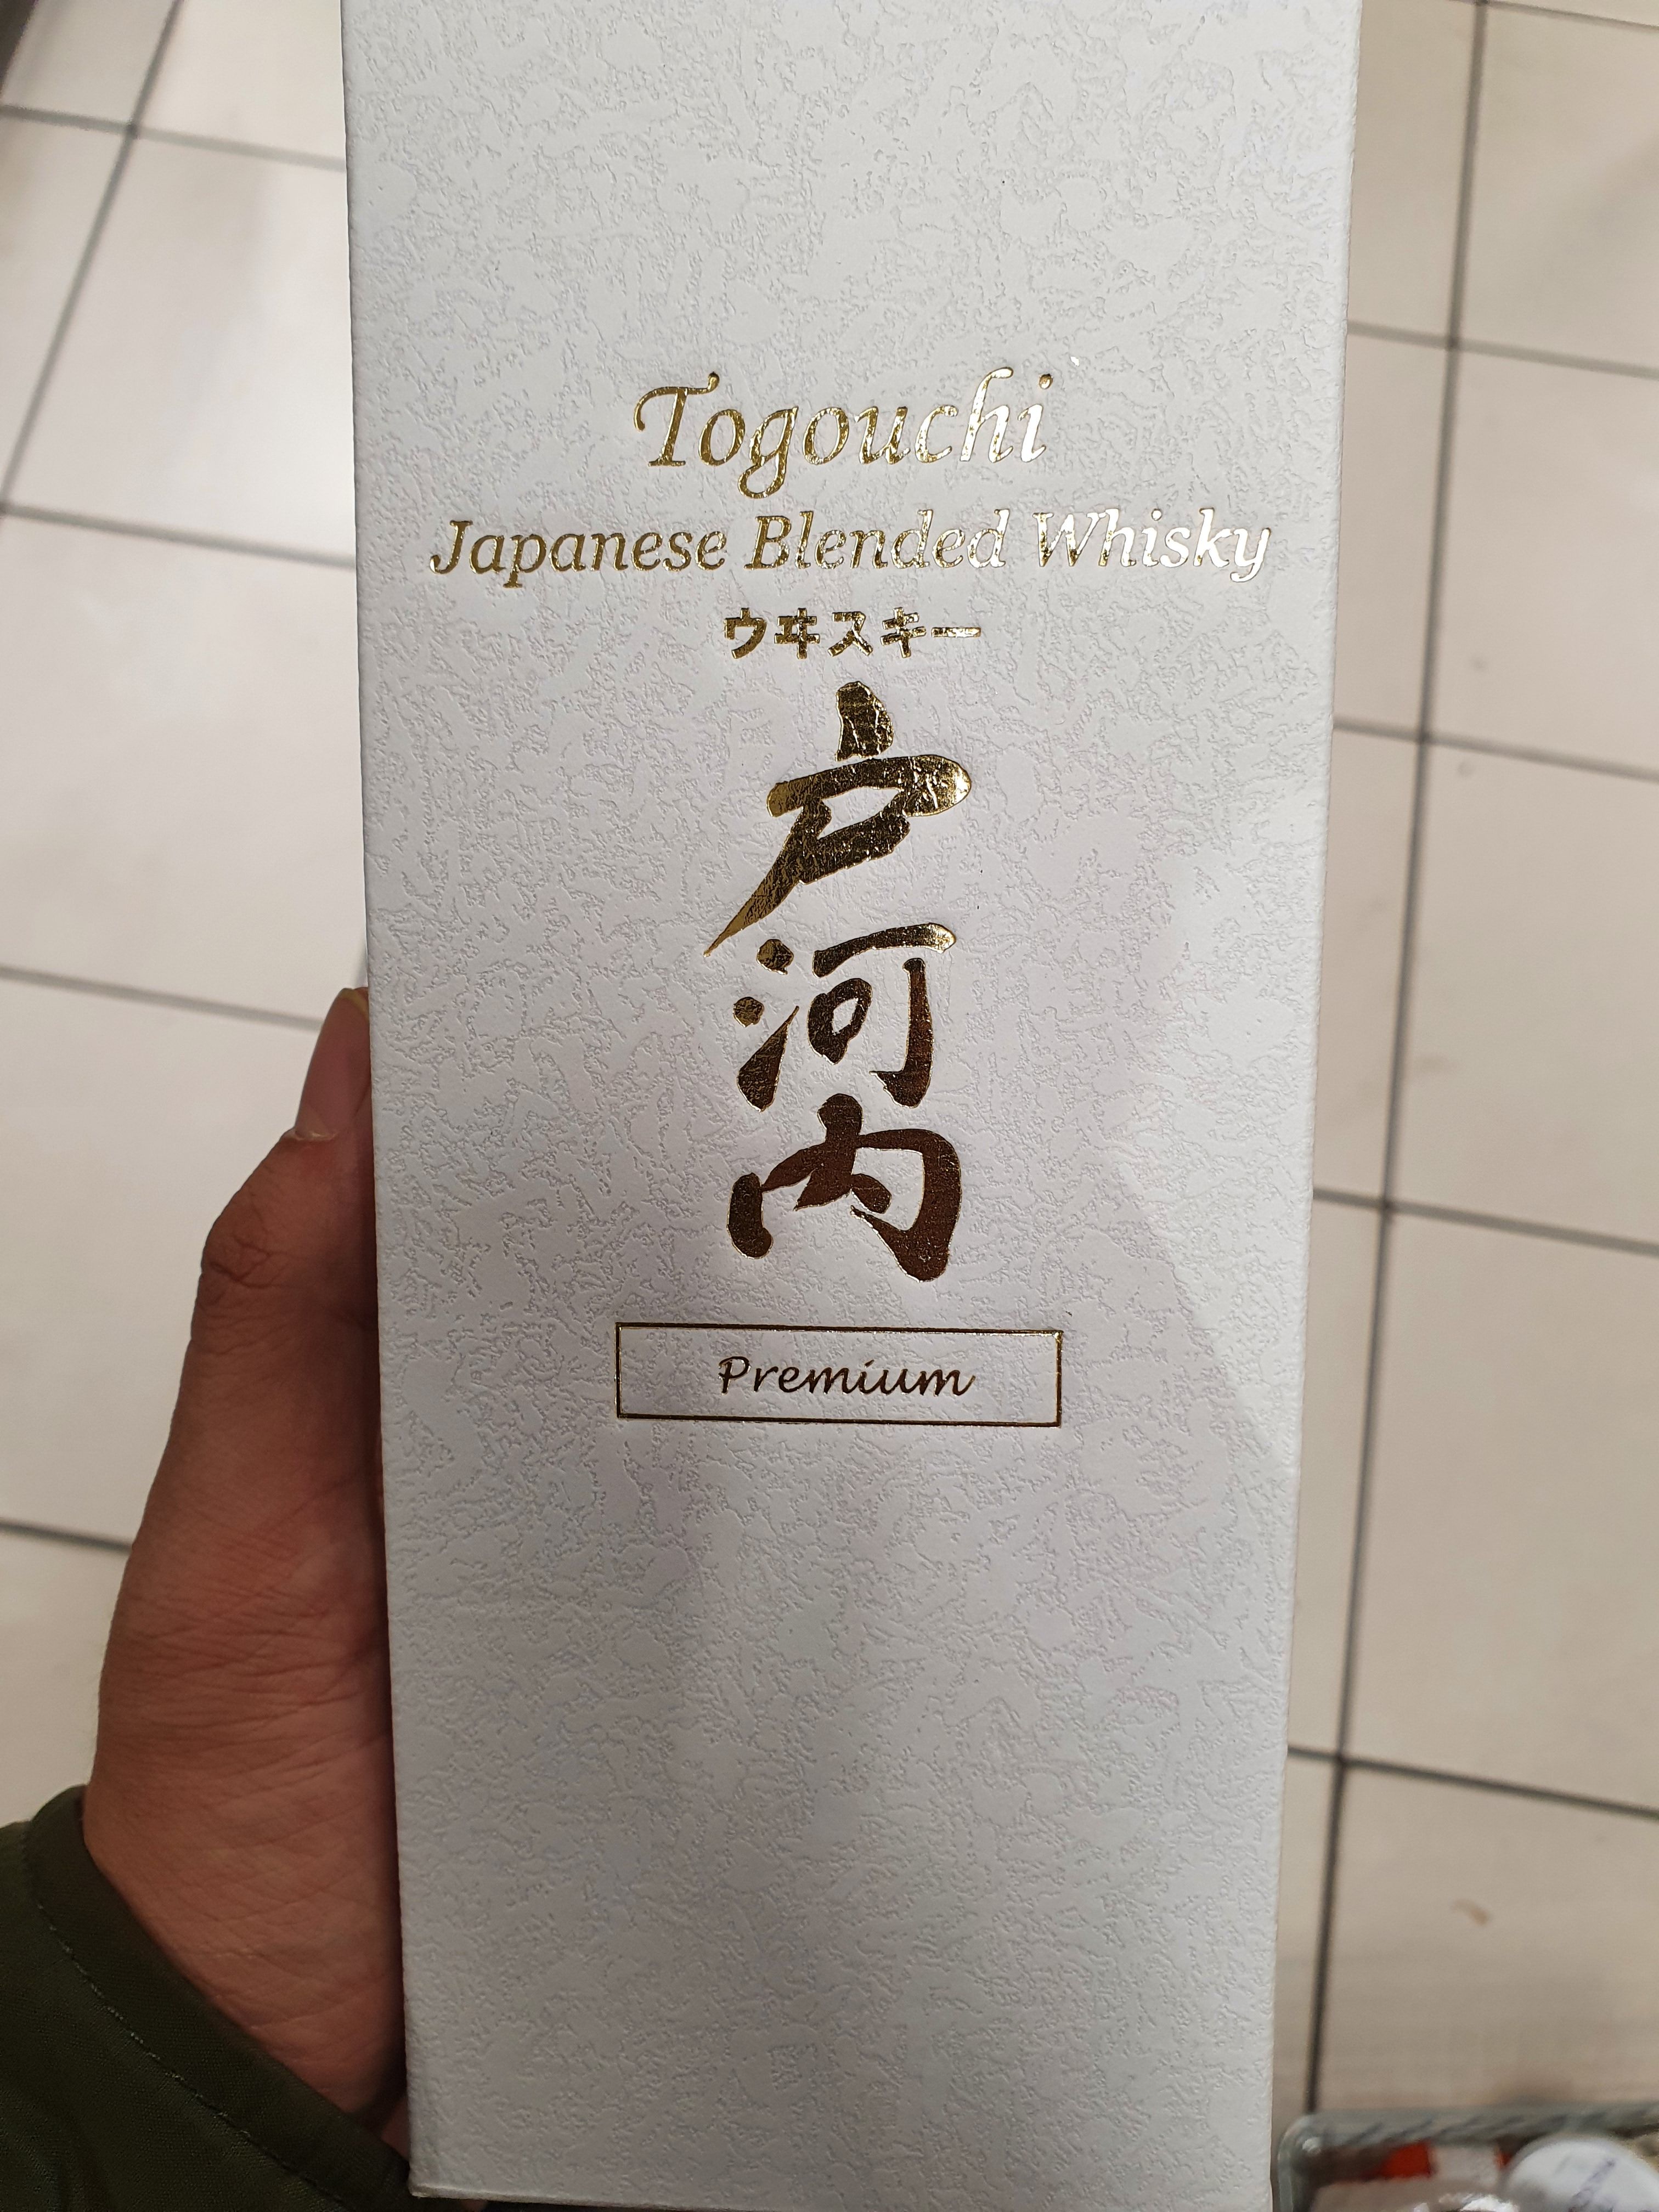 Togouchi
Japanese Blended Whisky
ウヰスキー
戸河内
Premium